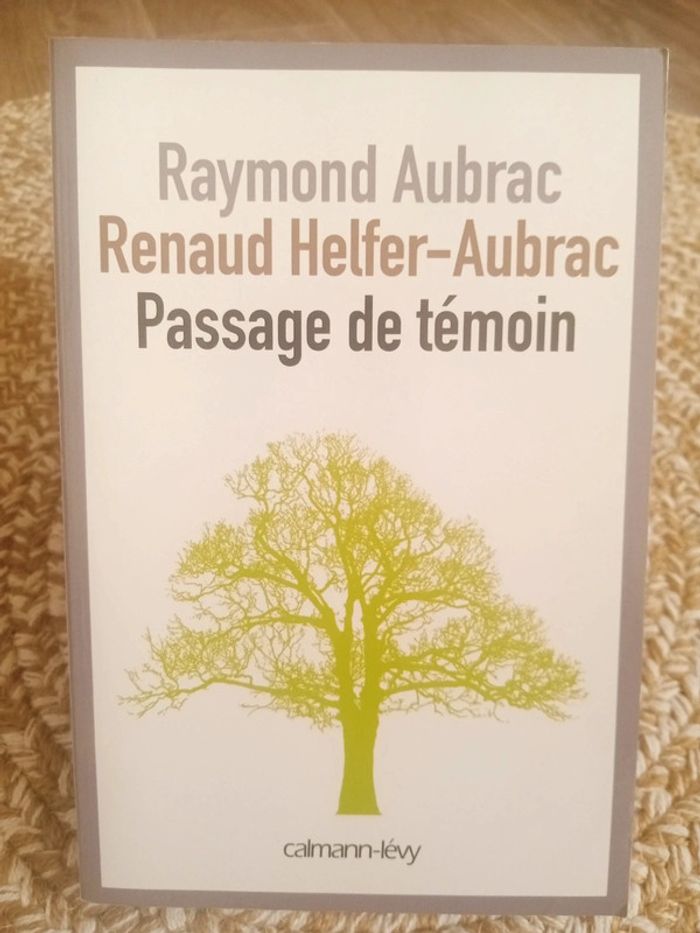 Raymond Aubrac
Renaud Helfer-Aubrac
Passage de témoin
calmann-lévy